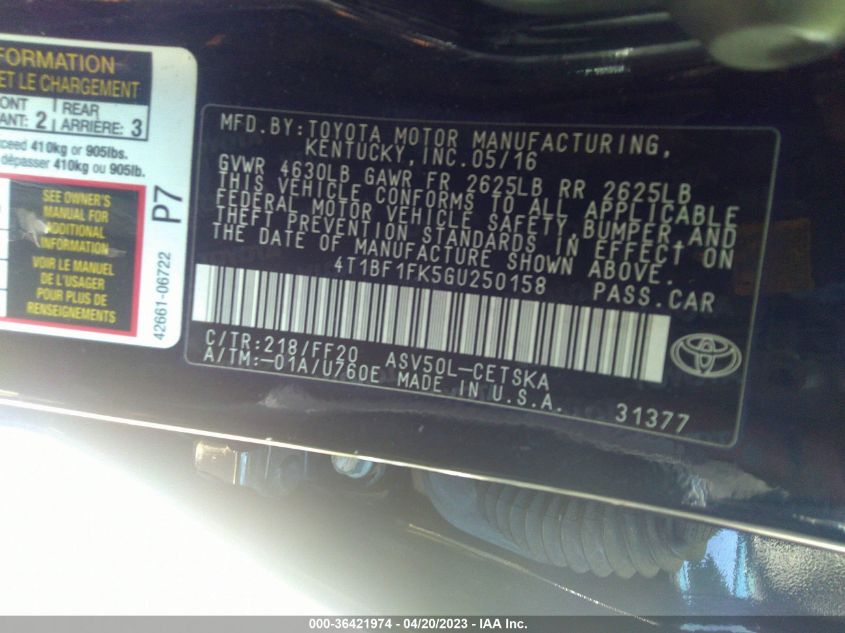 FORMATION
ET LE CHARGEMENT
ONT
ANT: 2
REAR
ARRIÈRE: 3
xceed 410kg or 905lbs.
dépasser 410kg ou 905lb.
SEE OWNER'S
MANUAL FOR
ADDITIONAL
INFORMATION
VOIR LE MANUEL
DE L'USAGER
POUR PLUS DE
RENSEIGNEMENTS
P7
42661-06722
MFD.BY:TOYOTA MOTOR MANUFACTURING,
KENTUCKY,INC.05/16
GVWR 4630LB GAWR FR 2625LB RR 2625LB
THIS VEHICLE CONFORMS TO ALL APPLICABLE
FEDERAL MOTOR VEHICLE SAFETY,BUMPER,AND
THEFT PREVENTION STANDARDS IN EFFECT ON
THE DATE OF MANUFACTURE SHOWN ABOVE.
4T1BF1FK5GU250158 PASS.CAR
C/TR:218/FF20 ASV50L-CETSKA
A/TM:-01A/U760E MADE IN U.S.A.
31377
000-36421974 - 04/20/2023 - IAA Inc.